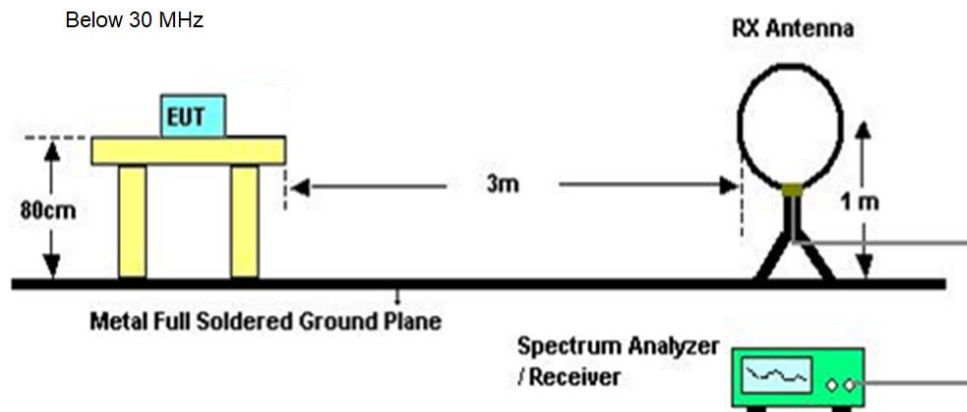 Below 30 MHz
RX Antenna
EUT
80cm
3m
1 m
Metal Full Soldered Ground Plane
Spectrum Analyzer
/ Receiver